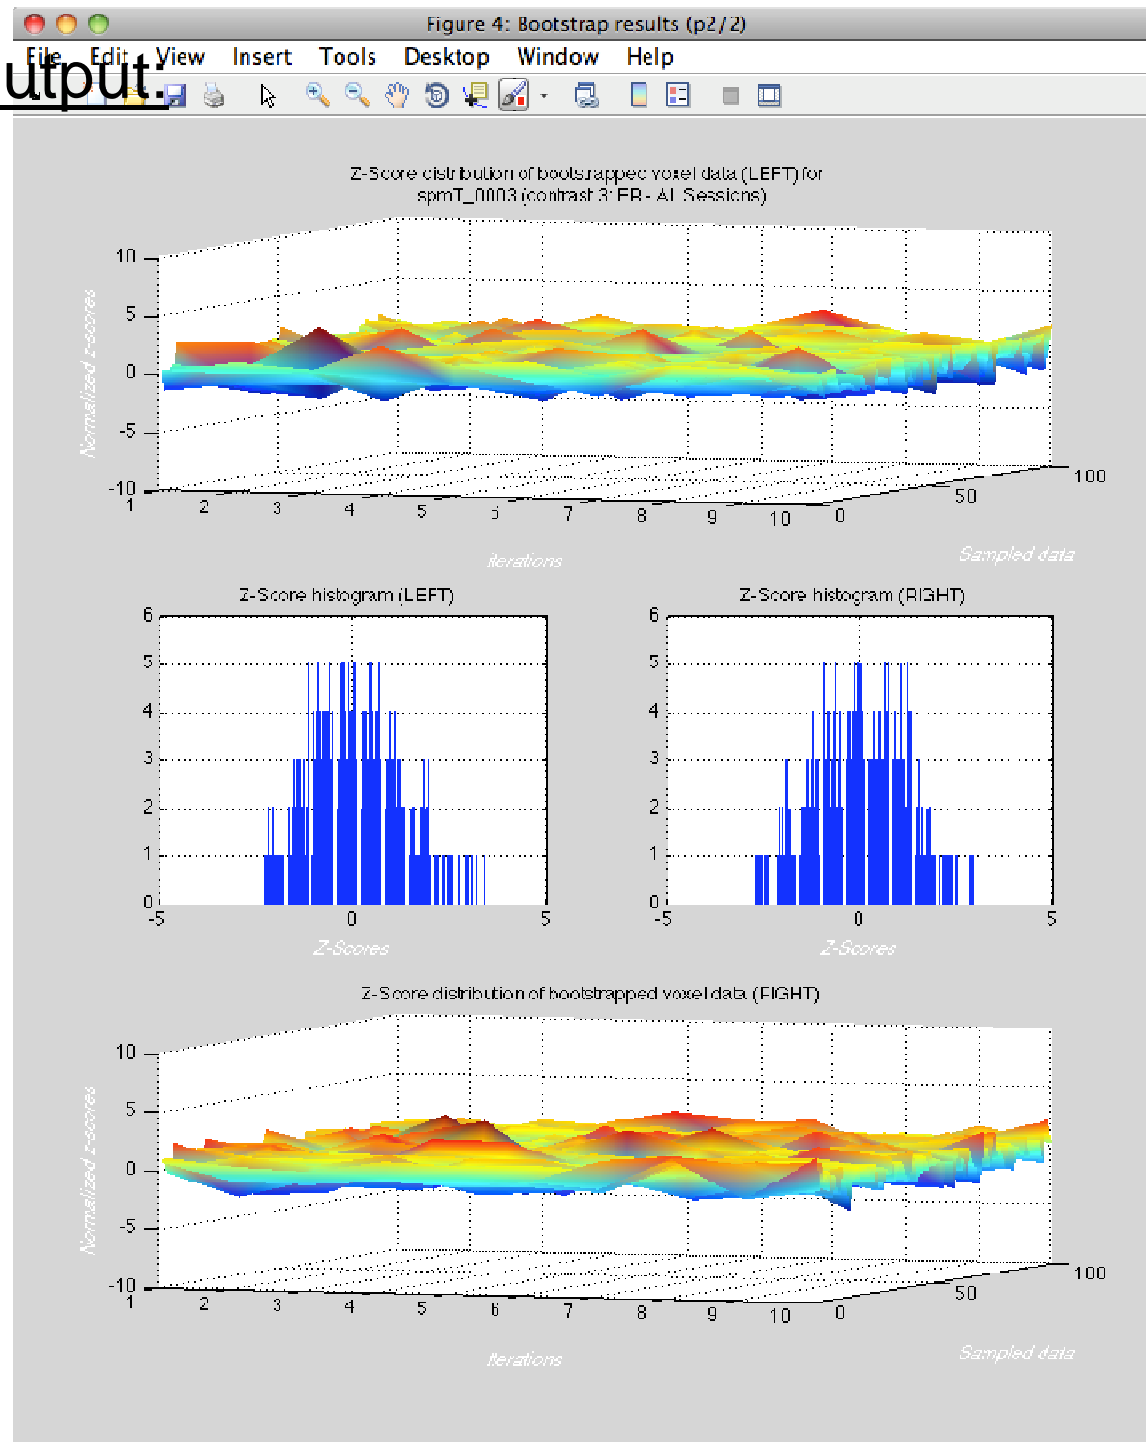 Figure 4: Bootstrap results (p2/2)
File Edit View Insert Tools Desktop Window Help
utput:
Z-Score distribution of bootstrapped voxel data (LEFT) for
spmT_0003 (contrast 3: - Sessions)
10
5
0
-5
-10
Normalized z-scores
1 2 3 4 5 7 8 9 10 0 50 100
Iterations
Sampled data
Z-Score histogram (LEFT)
6
5
4
3
2
1
0
-5 0 5
Z-Scores
Z-Score histogram (RIGHT)
6
5
4
3
2
1
0
-5 0 5
Z-Scores
Z-Score distribution of bootstrapped voxel data (RIGHT)
10
5
0
-5
-10
Normalized z-scores
1 2 3 4 5 6 7 8 9 10 0 50 100
Iterations
Sampled data